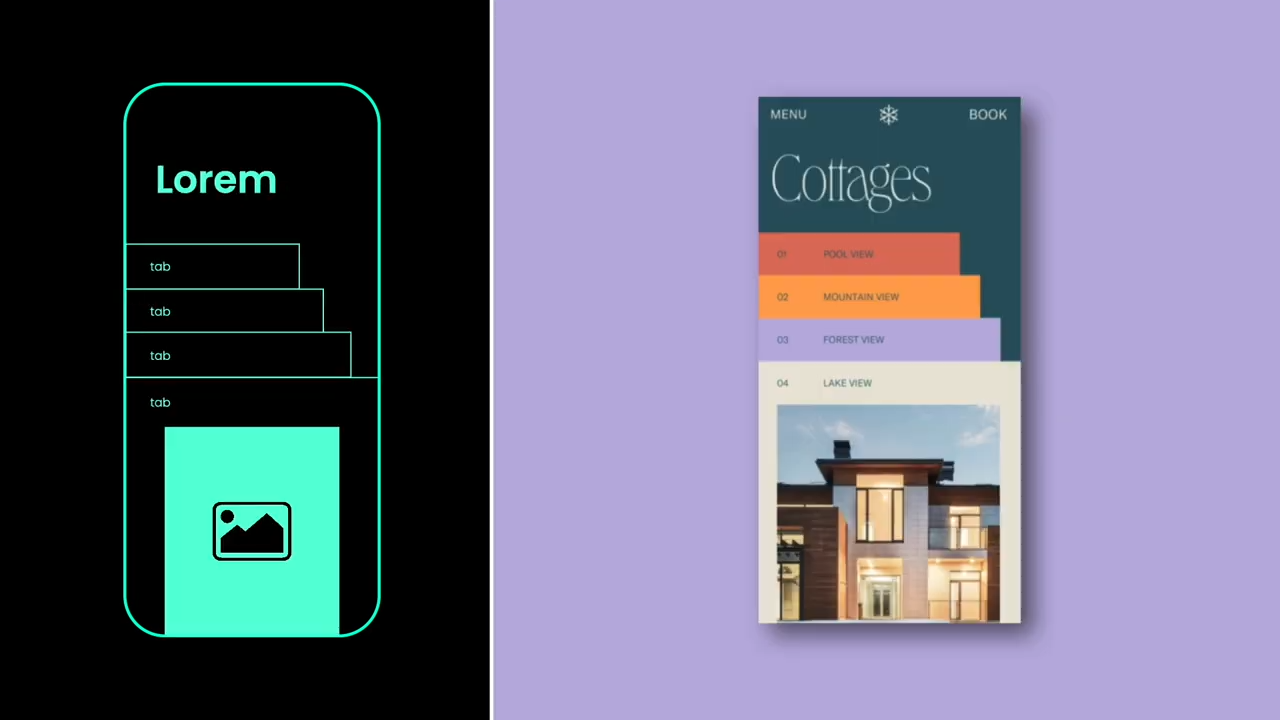 Lorem
tab
tab
tab
tab
MENU BOOK
Cottages
01 POOL VIEW
02 MOUNTAIN VIEW
03 FOREST VIEW
04 LAKE VIEW